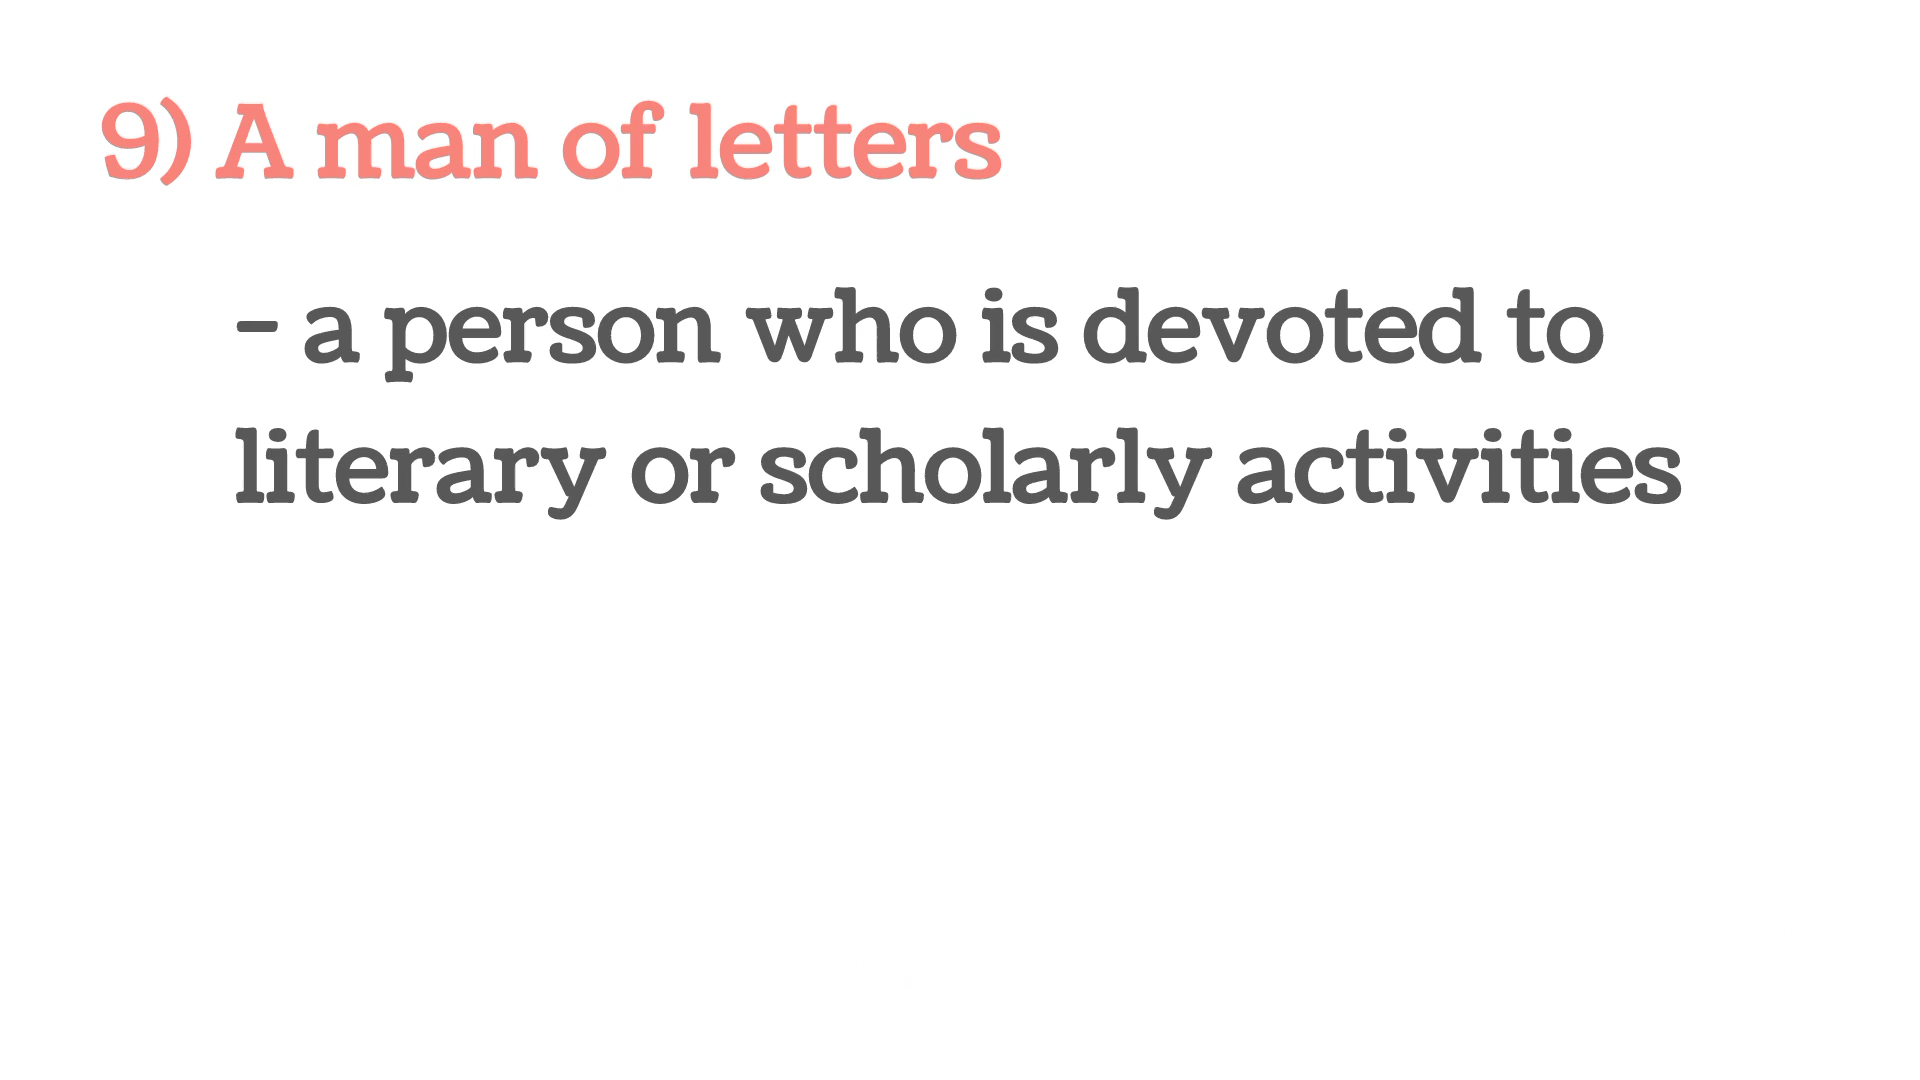 9) A man of letters
- a person who is devoted to
literary or scholarly activities